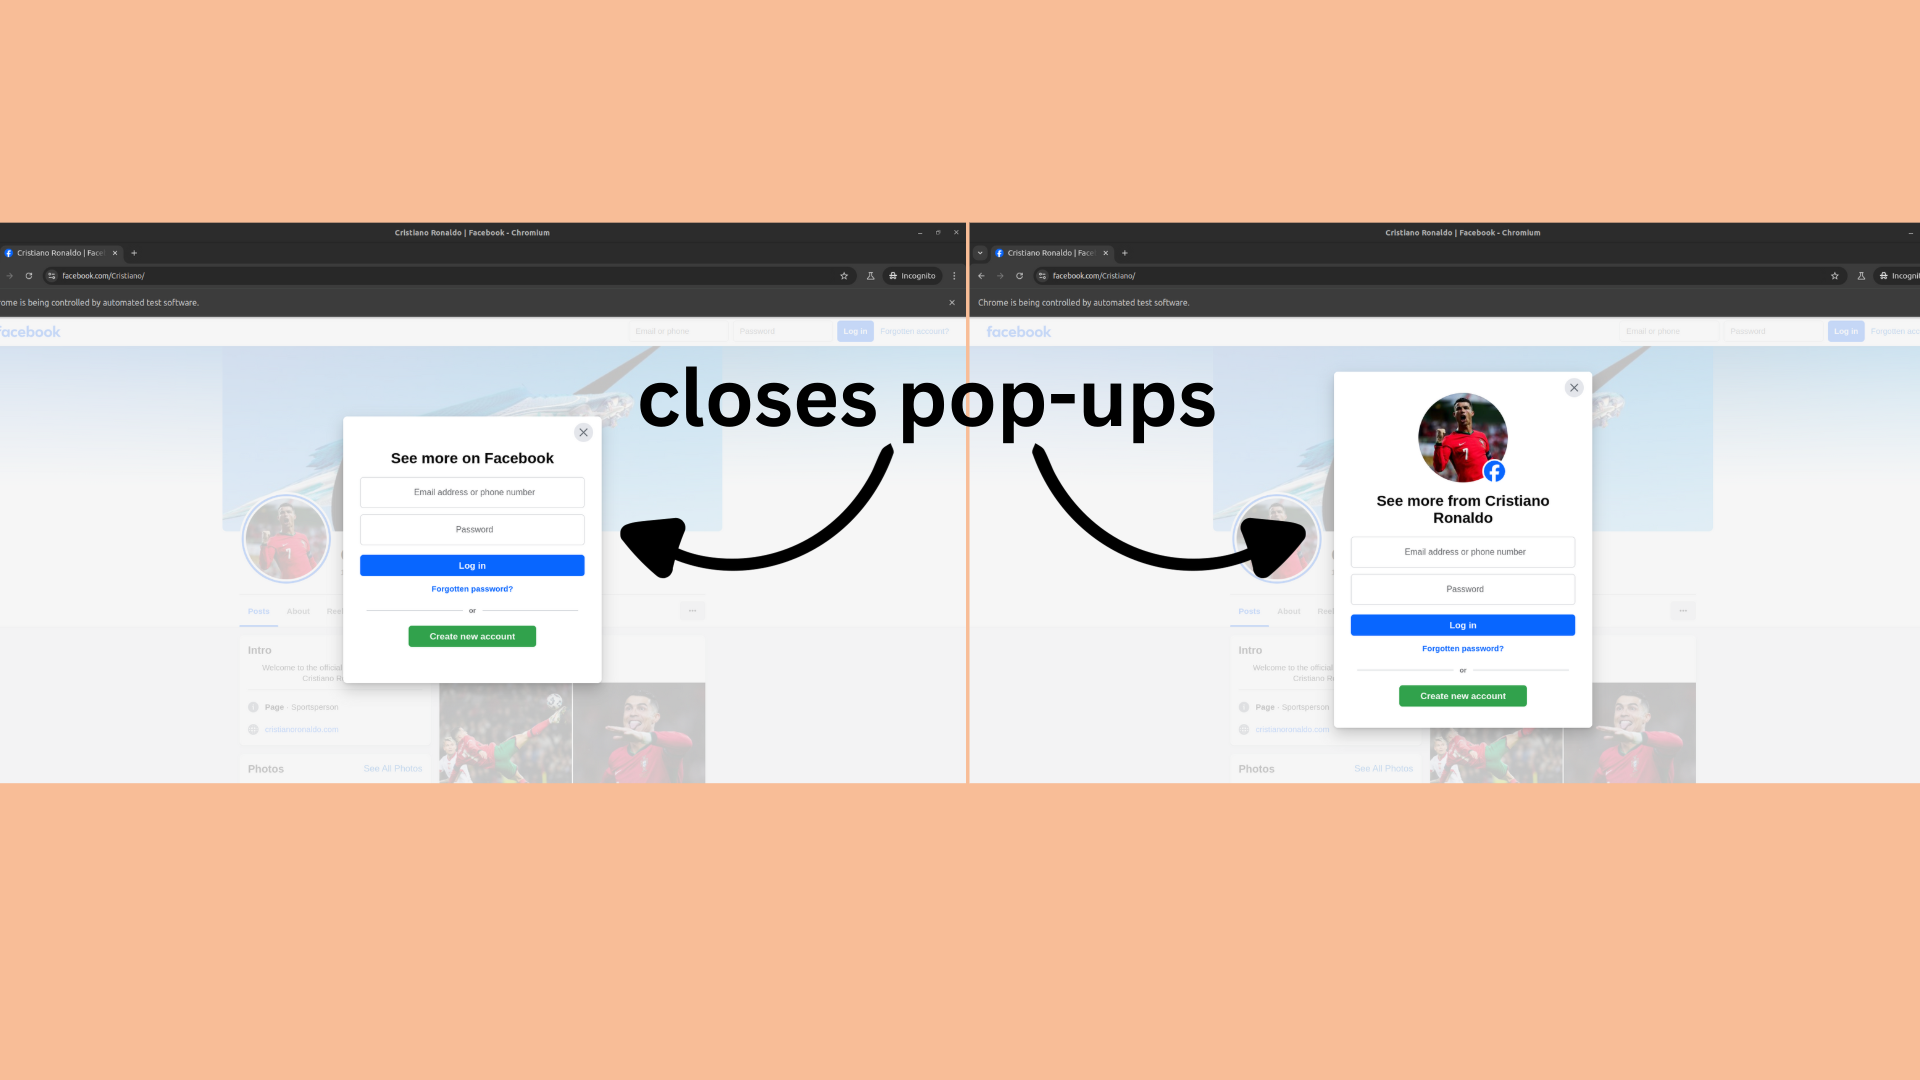 Cristiano Ronaldo | Facebook - Chromium
Cristiano Ronaldo | Face
facebook.com/Cristiano/
Incognito
ome is being controlled by automated test software.
facebook
Email or phone
Password
Log in
Forgotten account?
See more on Facebook
Email address or phone number
Password
Log in
Forgotten password?
or
Create new account
Posts
About
Reel
Intro
Welcome to the official
Cristiano R
Page · Sportsperson
cristianoronaldo.com
Photos
See All Photos
closes pop-ups
Cristiano Ronaldo | Facebook - Chromium
Cristiano Ronaldo | Face
facebook.com/Cristiano/
Incogni
Chrome is being controlled by automated test software.
facebook
Email or phone
Password
Log in
Forgotten acc
See more from Cristiano
Ronaldo
Email address or phone number
Password
Log in
Forgotten password?
or
Create new account
Posts
About
Reel
Intro
Welcome to the official
Cristiano R
Page · Sportsperson
cristianoronaldo.com
Photos
See All Photos